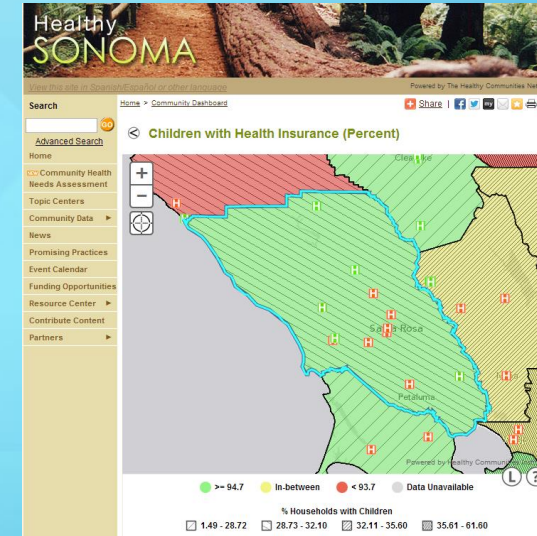 Healthy
SONOMA
View this site in Spanish/Español or other language
Powered by The Healthy Communities Net
Search
Home > Community Dashboard
Share
GO
Advanced Search
Children with Health Insurance (Percent)
Home
Community Health
Needs Assessment
Topic Centers
Community Data
News
Promising Practices
Event Calendar
Funding Opportunities
Resource Center
Contribute Content
Partners
Santa Rosa
Petaluma
Powered by Healthy Communities Insti
>= 94.7 In-between < 93.7 Data Unavailable
% Households with Children
1.49 - 28.72 28.73 - 32.10 32.11 - 35.60 35.61 - 61.60